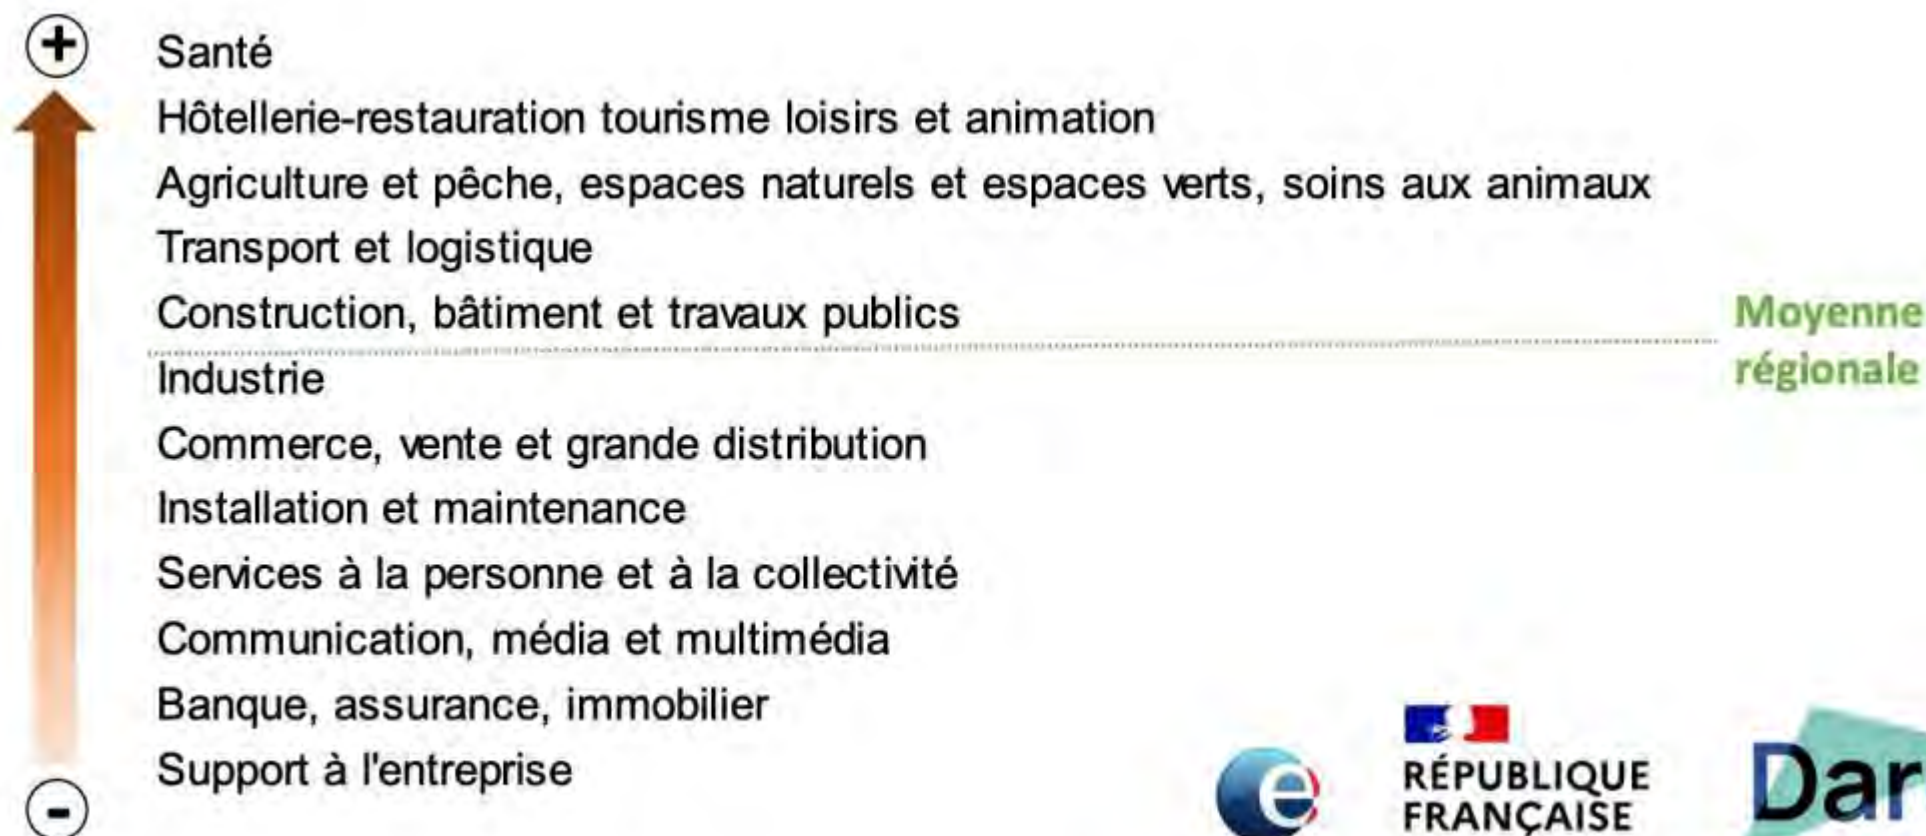 +
Santé
Hôtellerie-restauration tourisme loisirs et animation
Agriculture et pêche, espaces naturels et espaces verts, soins aux animaux
Transport et logistique
Construction, bâtiment et travaux publics
Moyenne
régionale
Industrie
Commerce, vente et grande distribution
Installation et maintenance
Services à la personne et à la collectivité
Communication, média et multimédia
Banque, assurance, immobilier
Support à l'entreprise
-
e
RÉPUBLIQUE
FRANÇAISE
Dar